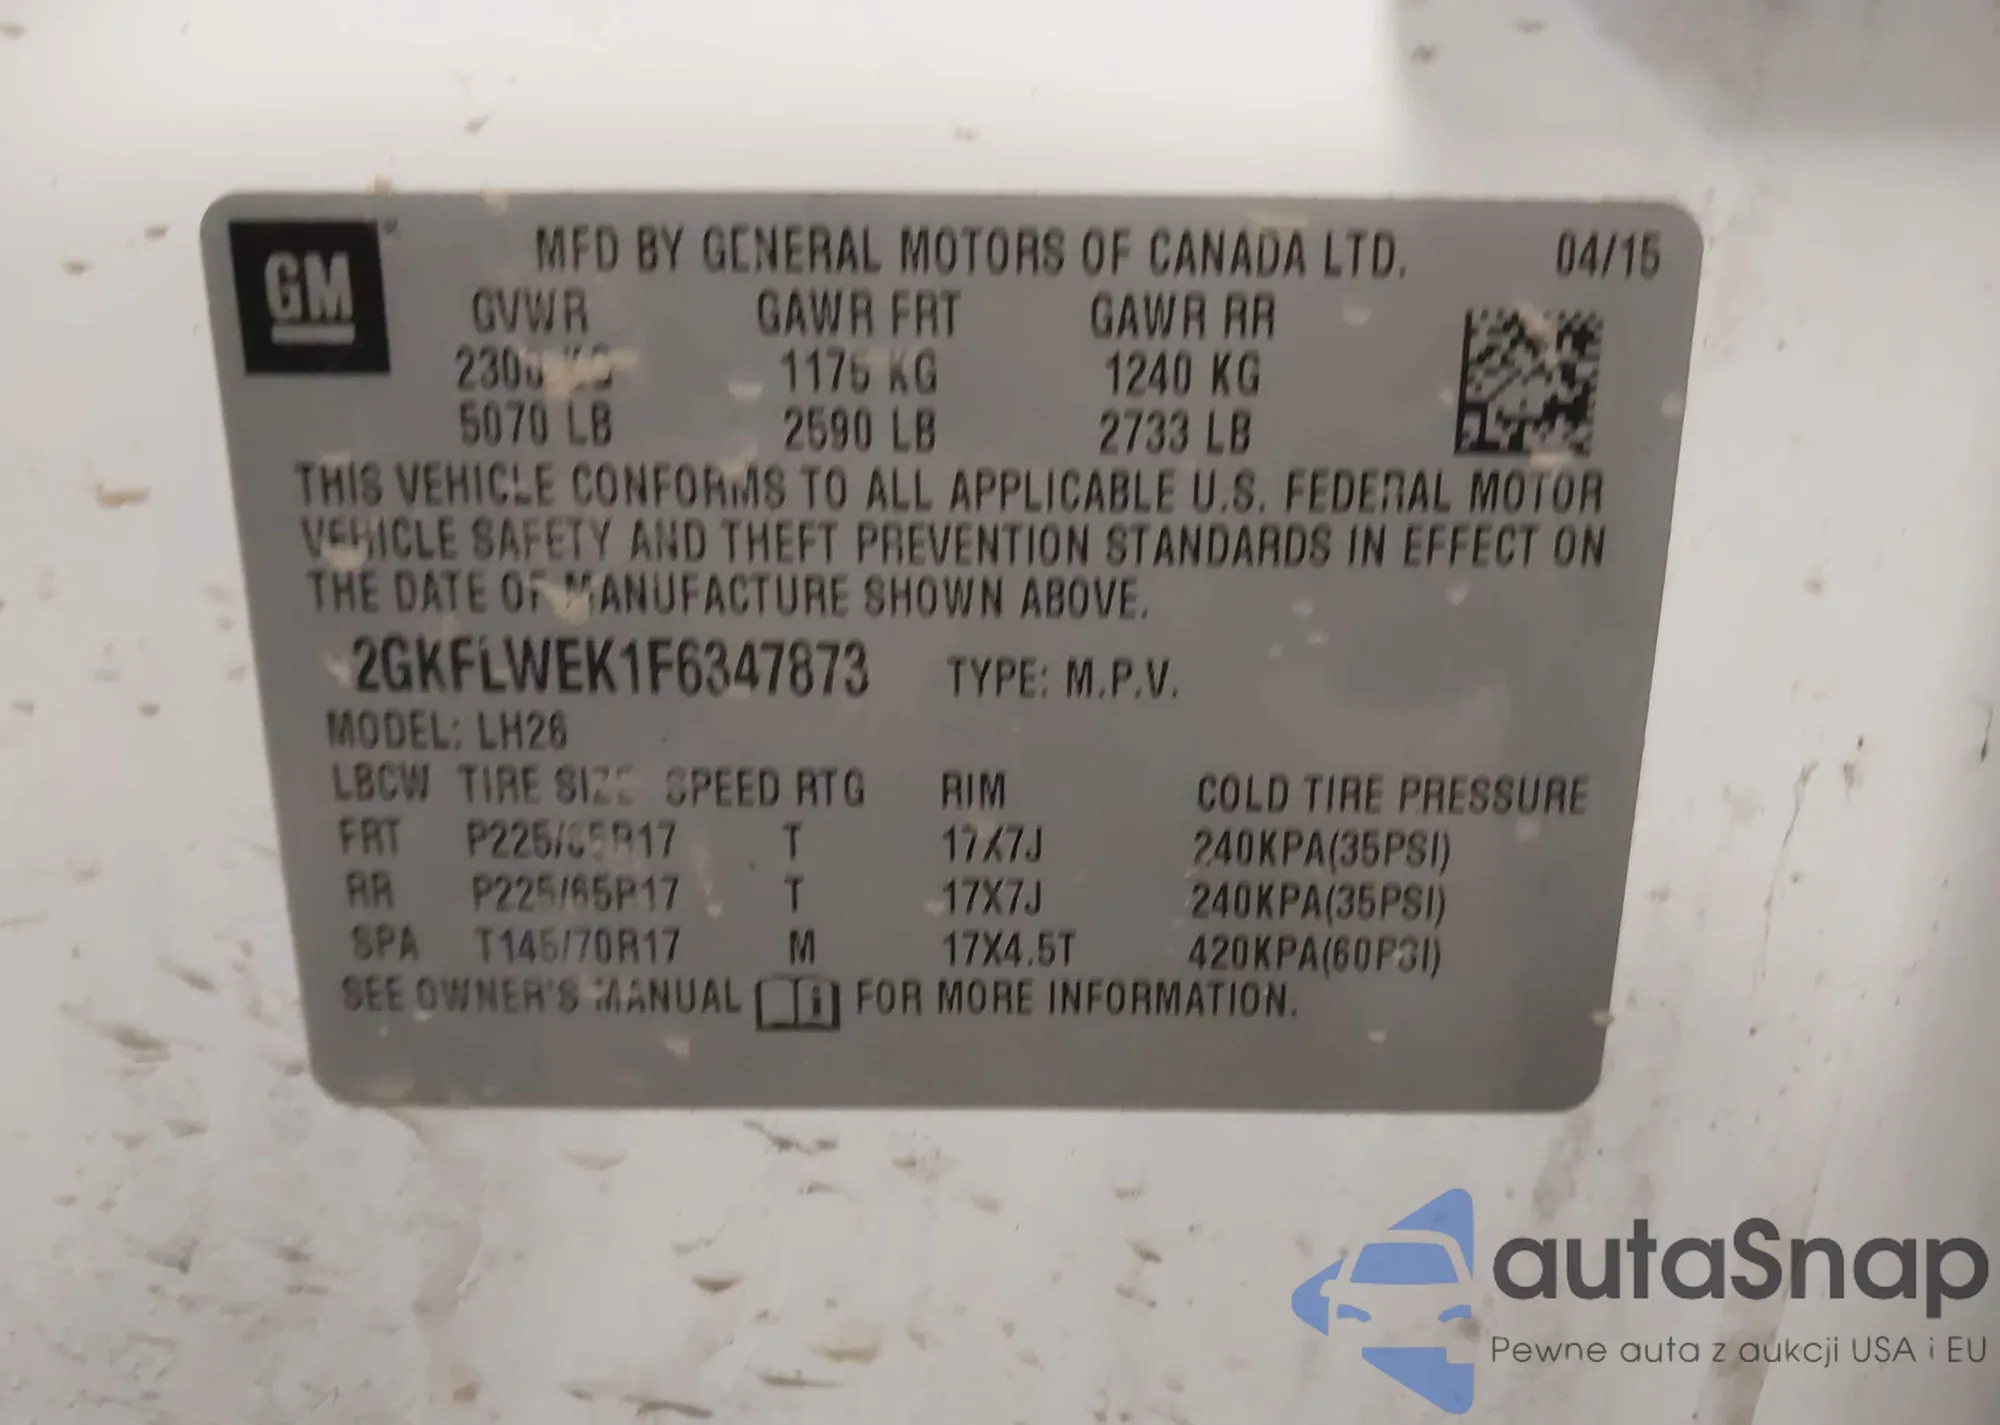 GM
MFD BY GENERAL MOTORS OF CANADA LTD. 04/15
GVWR GAWR FRT GAWR RR
2300 KG 1175 KG 1240 KG
5070 LB 2590 LB 2733 LB
THIS VEHICLE CONFORMS TO ALL APPLICABLE U.S. FEDERAL MOTOR
VEHICLE SAFETY AND THEFT PREVENTION STANDARDS IN EFFECT ON
THE DATE OF MANUFACTURE SHOWN ABOVE.
2GKFLWEK1F6347873 TYPE: M.P.V.
MODEL: LH26
LBCW TIRE SIZE SPEED RTG RIM COLD TIRE PRESSURE
FRT P225/65R17 T 17X7J 240KPA(35PSI)
RR P225/65R17 T 17X7J 240KPA(35PSI)
SPA T145/70R17 M 17X4.5T 420KPA(60PSI)
SEE OWNER'S MANUAL FOR MORE INFORMATION.
autaSnap
Pewne auta z aukcji USA i EU